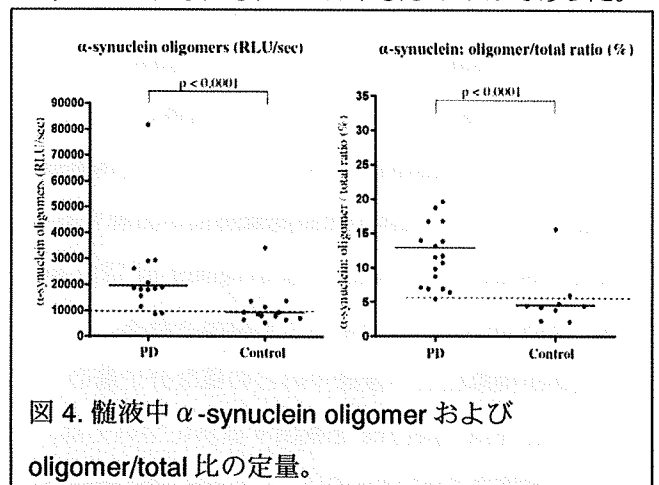 α-synuclein oligomers (RLU/sec)
p < 0.0001
α-synuclein oligomers (RLU/sec)
90000
80000
70000
60000
50000
40000
30000
20000
10000
0
PD
Control
α-synuclein: oligomer/total ratio (%)
p < 0.0001
α-synuclein: oligomer / total ratio (%)
35
30
25
20
15
10
5
0
PD
Control
図 4. 髄液中 α-synuclein oligomer および
oligomer/total 比の定量。